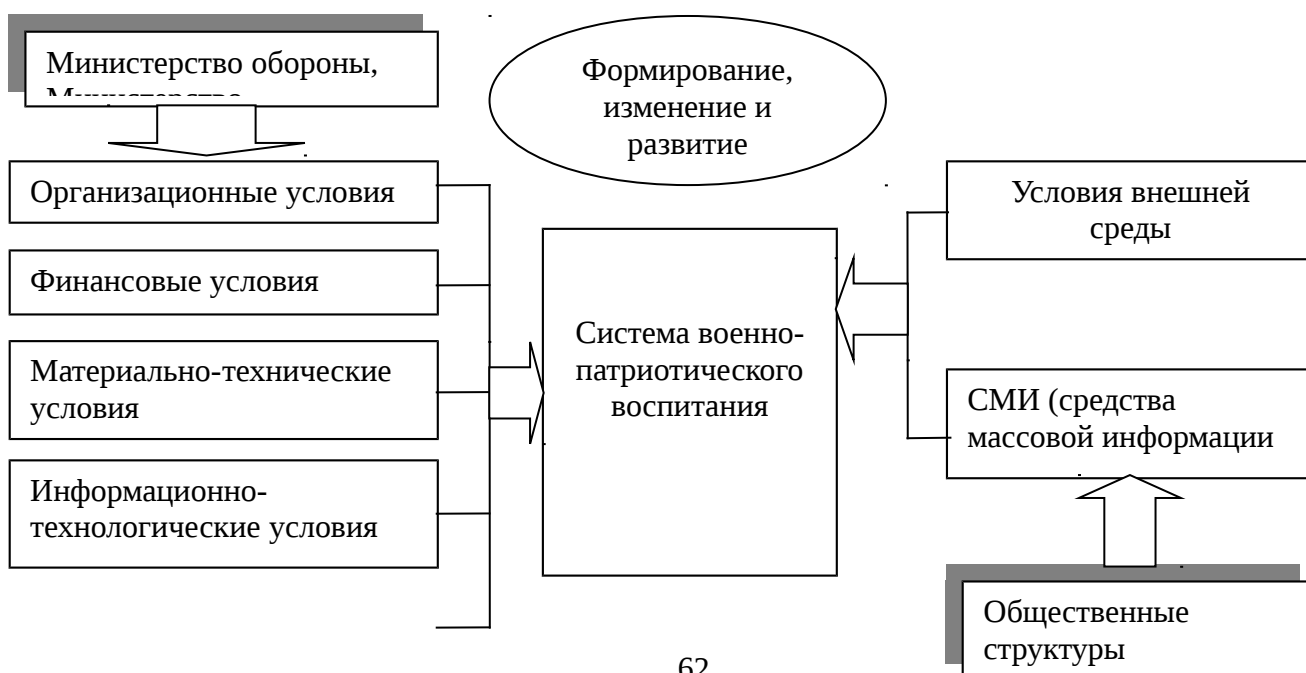 Министерство обороны,
Формирование,
изменение и
развитие
Организационные условия
Финансовые условия
Материально-технические
условия
Информационно-
технологические условия
Система военно-
патриотического
воспитания
Условия внешней
среды
СМИ (средства
массовой информации
Общественные
структуры
62